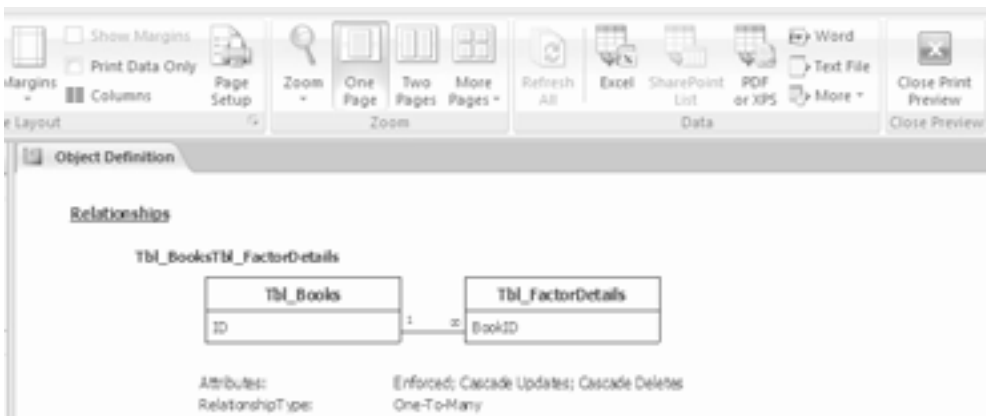 Show Margins
Print Data Only
Columns
Margins
Page Setup
Zoom
One Page
Two Pages
More Pages
Refresh All
Excel
SharePoint List
PDF or XPS
Word
Text File
More
Close Print Preview
e Layout
Zoom
Data
Close Preview
Object Definition
Relationships
Tbl_BooksTbl_FactorDetails
Tbl_Books
Tbl_FactorDetails
ID
1
∞
BookID
Attributes: Enforced; Cascade Updates; Cascade Deletes
RelationshipType: One-To-Many